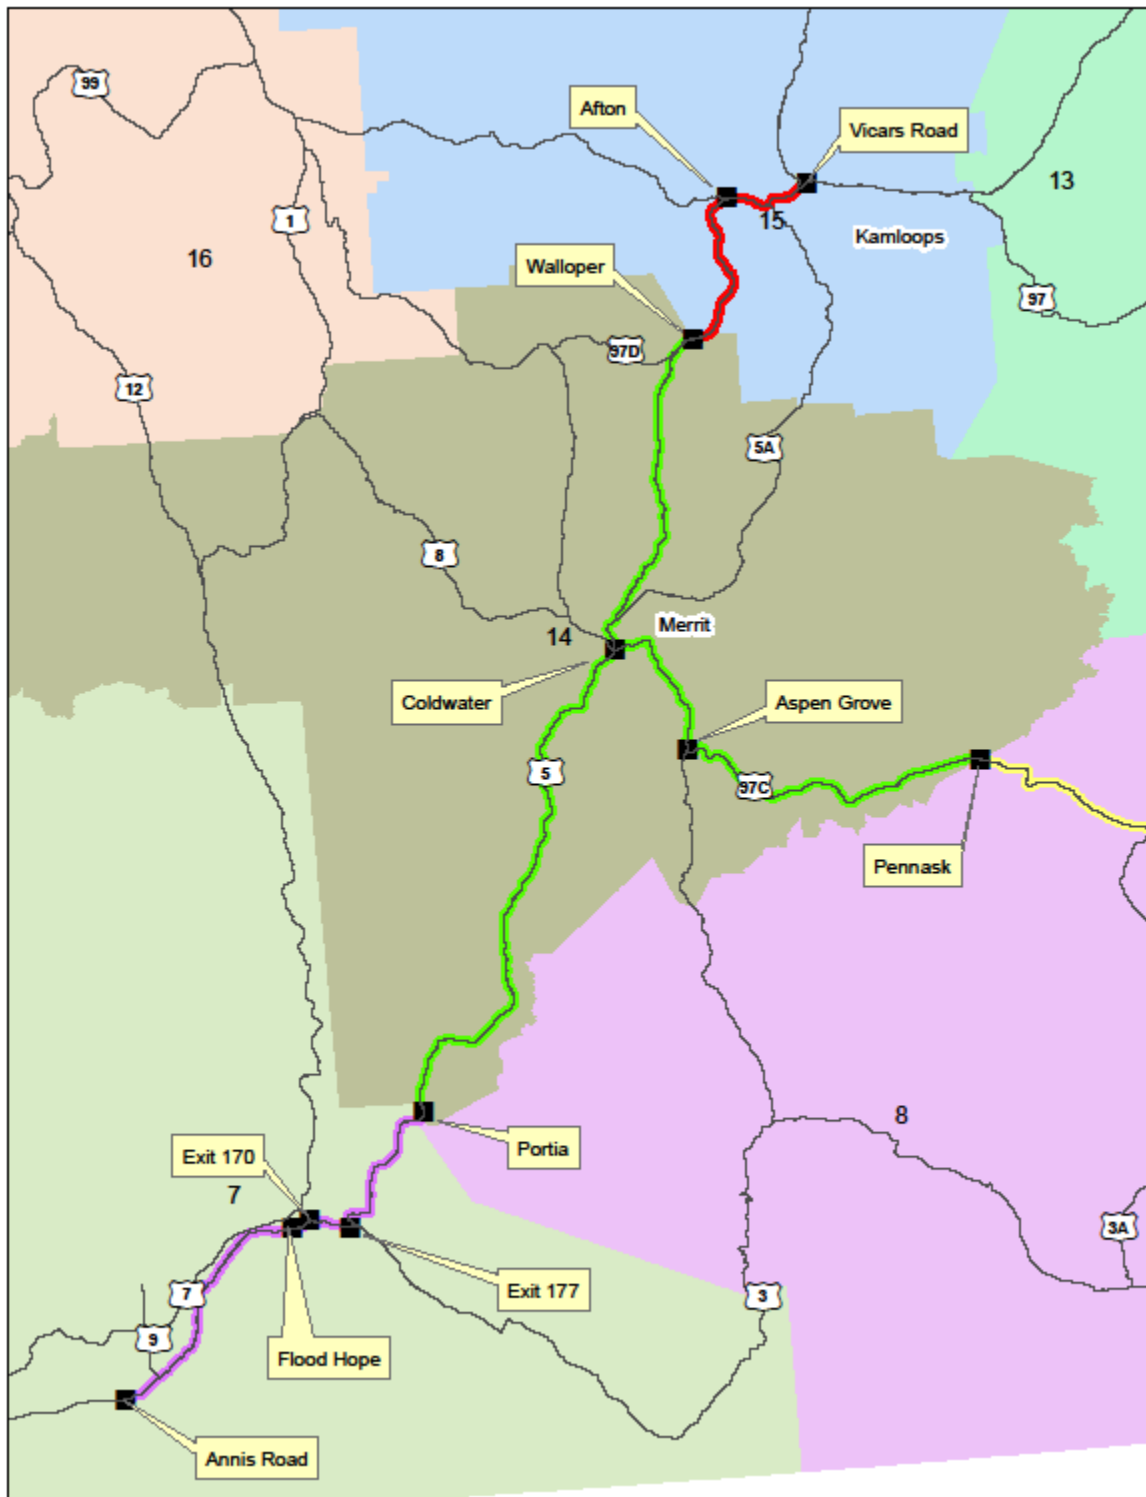 99
Afton
Vicars Road
13
1
15
Kamloops
16
Walloper
97
97D
12
5A
8
14
Merrit
Coldwater
Aspen Grove
5
97C
Pennask
8
Portia
Exit 170
7
3A
Exit 177
7
3
9
Flood Hope
Annis Road